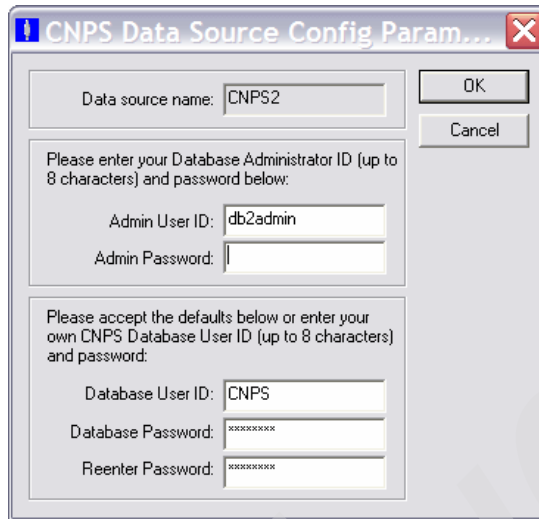 CNPS Data Source Config Param...
Data source name: CNPS2
OK
Cancel
Please enter your Database Administrator ID (up to
8 characters) and password below:
Admin User ID: db2admin
Admin Password:
Please accept the defaults below or enter your
own CNPS Database User ID (up to 8 characters)
and password:
Database User ID: CNPS
Database Password: ********
Reenter Password: ********